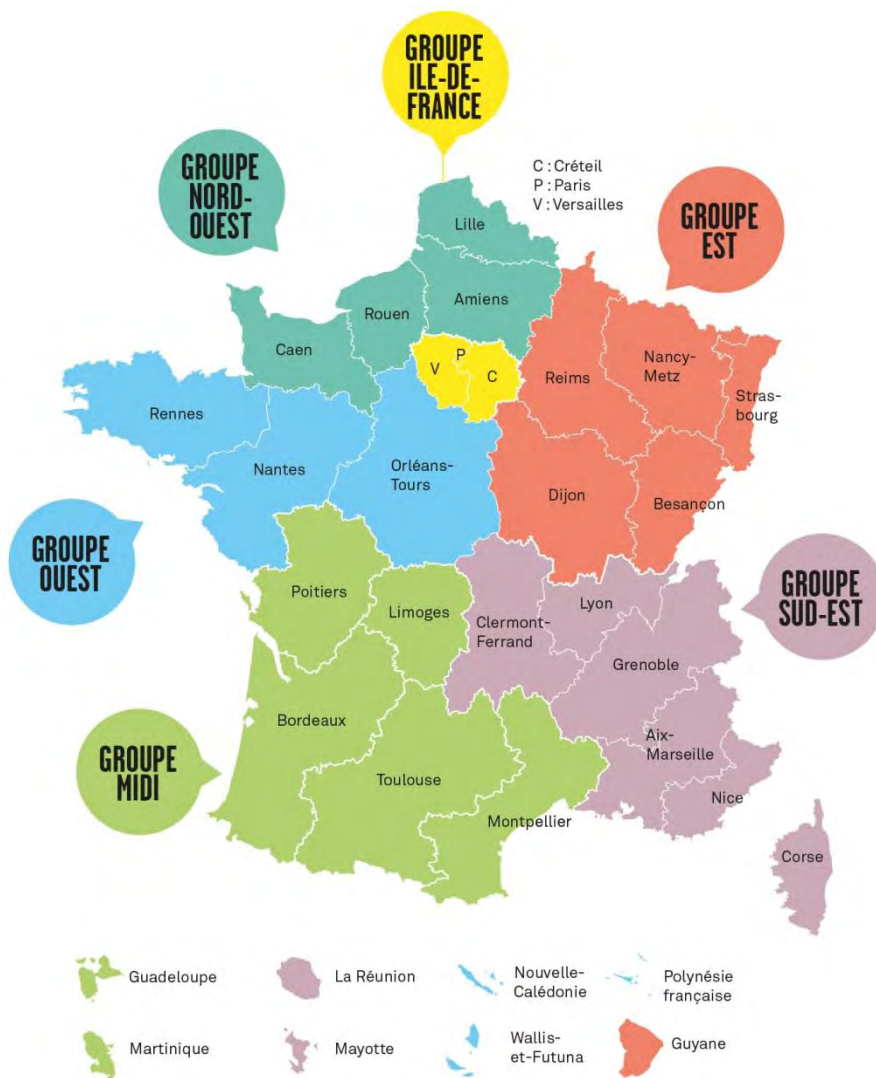 GROUPE
ILE-DE-
FRANCE
GROUPE
NORD-
OUEST
C : Créteil
P : Paris
V : Versailles
GROUPE
EST
Lille
Amiens
Rouen
Caen
P
V
C
Reims
Nancy-
Metz
Stras-
bourg
Rennes
Nantes
Orléans-
Tours
Dijon
Besançon
GROUPE
OUEST
GROUPE
SUD-EST
Poitiers
Limoges
Clermont-
Ferrand
Lyon
Grenoble
Bordeaux
Aix-
Marseille
GROUPE
MIDI
Toulouse
Nice
Montpellier
Corse
Guadeloupe
La Réunion
Nouvelle-
Calédonie
Polynésie
française
Martinique
Mayotte
Wallis-
et-Futuna
Guyane